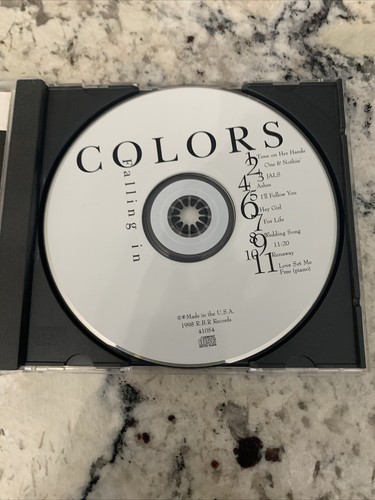 COLORS
Falling in
1 Time on Her Hands
2 One & Nothin'
3 JALS
4 Ashes
5 I'll Follow You
6 Hey Girl
7 For Life
8 Wedding Song
9 11:20
10 Runaway
11 Love Set Me
Free (piano)
Made in the U.S.A.
1998 R.B.R Records
41054